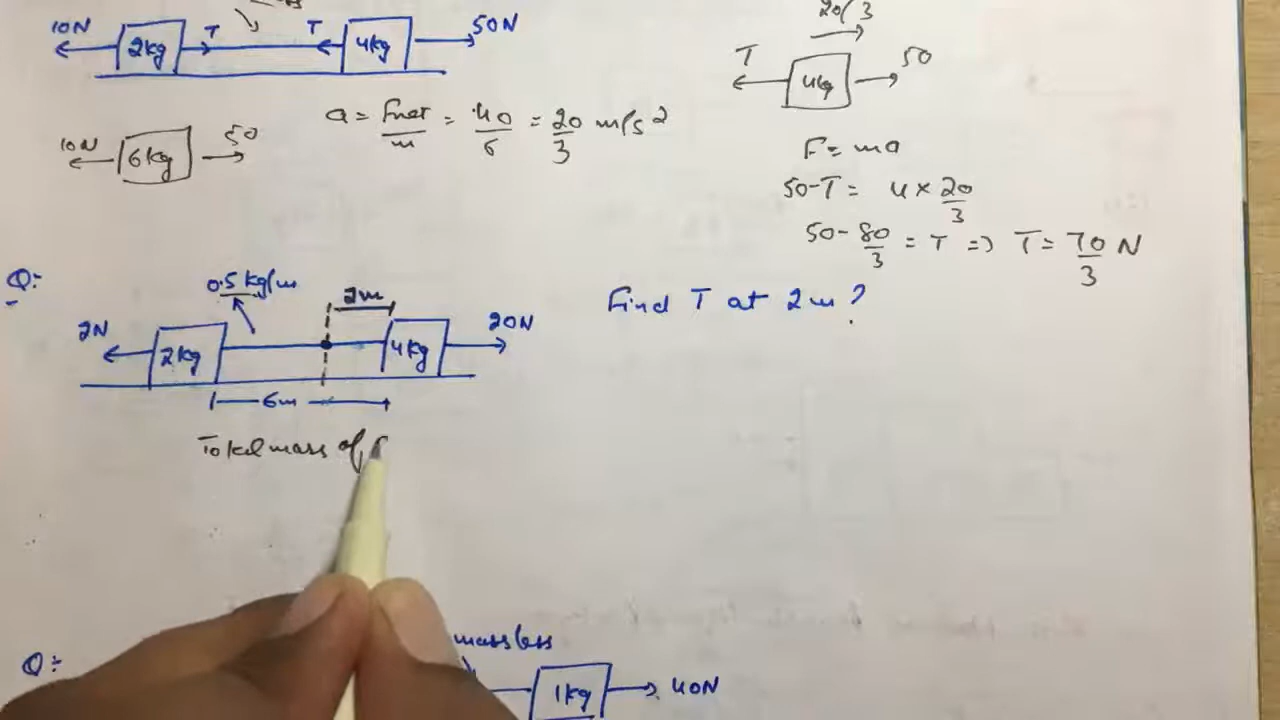 10N 2kg T T 4kg 50N
20/3
T 4kg 50
a = Fnet/m = 40/6 = 20/3 m/s²
10N 6kg 50
F = ma
50-T = 4 × 20/3
50 - 80/3 = T => T = 70/3 N
Q:
0.5 kg/m
2m
Find T at 2m?
2N 2kg 4kg 20N
6m
Total mass of
Q:
massless
1kg 40N